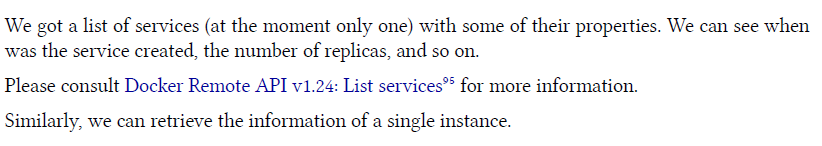 We got a list of services (at the moment only one) with some of their properties. We can see when
was the service created, the number of replicas, and so on.
Please consult Docker Remote API v1.24: List services⁹⁵ for more information.
Similarly, we can retrieve the information of a single instance.